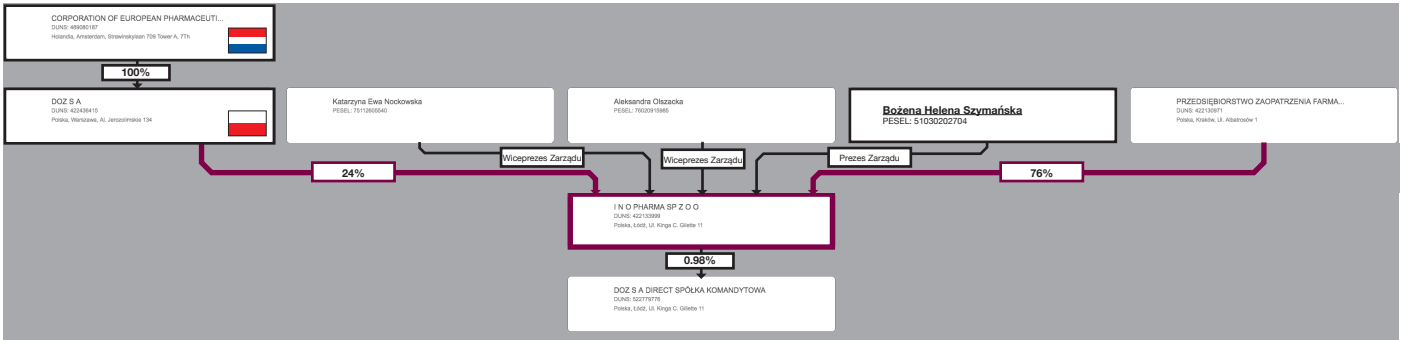 CORPORATION OF EUROPEAN PHARMACEUTI...
DUNS: 489080187
Holandia, Amsterdam, Strawinskylaan 709 Tower A, 7Th
100%
DOZ S A
DUNS: 422436415
Polska, Warszawa, Al. Jerozolimskie 134
Katarzyna Ewa Nockowska
PESEL: 75112805540
Aleksandra Olszacka
PESEL: 76020915985
Bożena Helena Szymańska
PESEL: 51030202704
PRZEDSIĘBIORSTWO ZAOPATRZENIA FARMA...
DUNS: 422130971
Polska, Kraków, Ul. Albatrosów 1
24%
Wiceprezes Zarządu
Wiceprezes Zarządu
Prezes Zarządu
76%
I N O PHARMA SP Z O O
DUNS: 422133999
Polska, Łódź, Ul. Kinga C. Gillette 11
0.98%
DOZ S A DIRECT SPÓŁKA KOMANDYTOWA
DUNS: 522779776
Polska, Łódź, Ul. Kinga C. Gillette 11